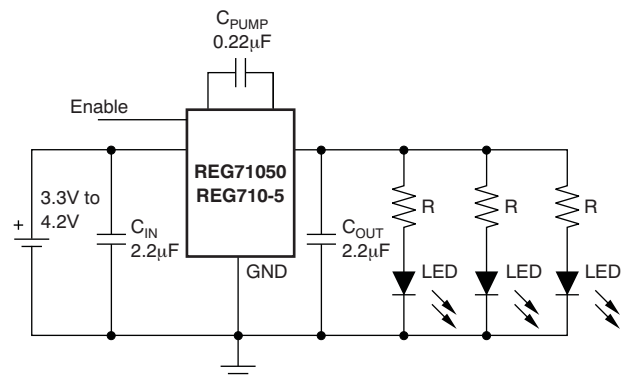 C_PUMP
0.22µF
Enable
REG71050
REG710-5
3.3V to
4.2V
+
C_IN
2.2µF
C_OUT
2.2µF
GND
R
R
R
LED
LED
LED